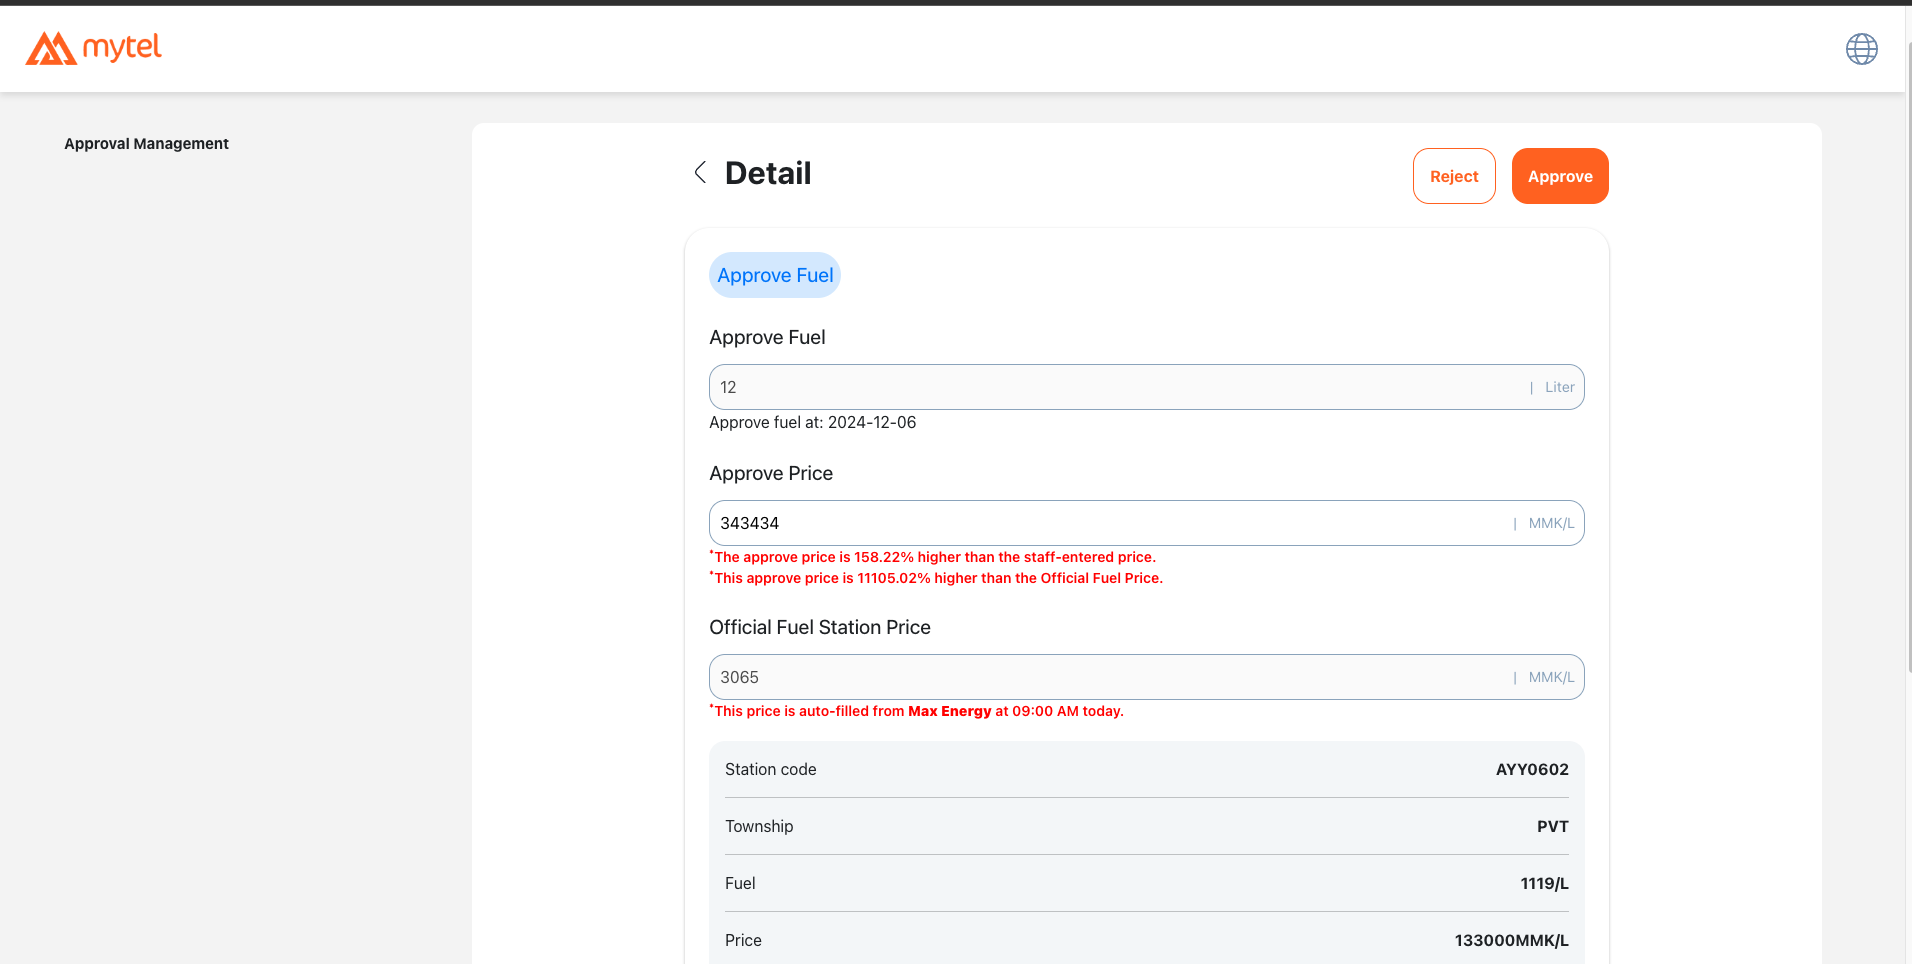 mytel
Approval Management
Detail
Reject
Approve
Approve Fuel
Approve Fuel
12 | Liter
Approve fuel at: 2024-12-06
Approve Price
343434 | MMK/L
*The approve price is 158.22% higher than the staff-entered price.
*This approve price is 11105.02% higher than the Official Fuel Price.
Official Fuel Station Price
3065 | MMK/L
*This price is auto-filled from Max Energy at 09:00 AM today.
Station code AYY0602
Township PVT
Fuel 1119/L
Price 133000MMK/L